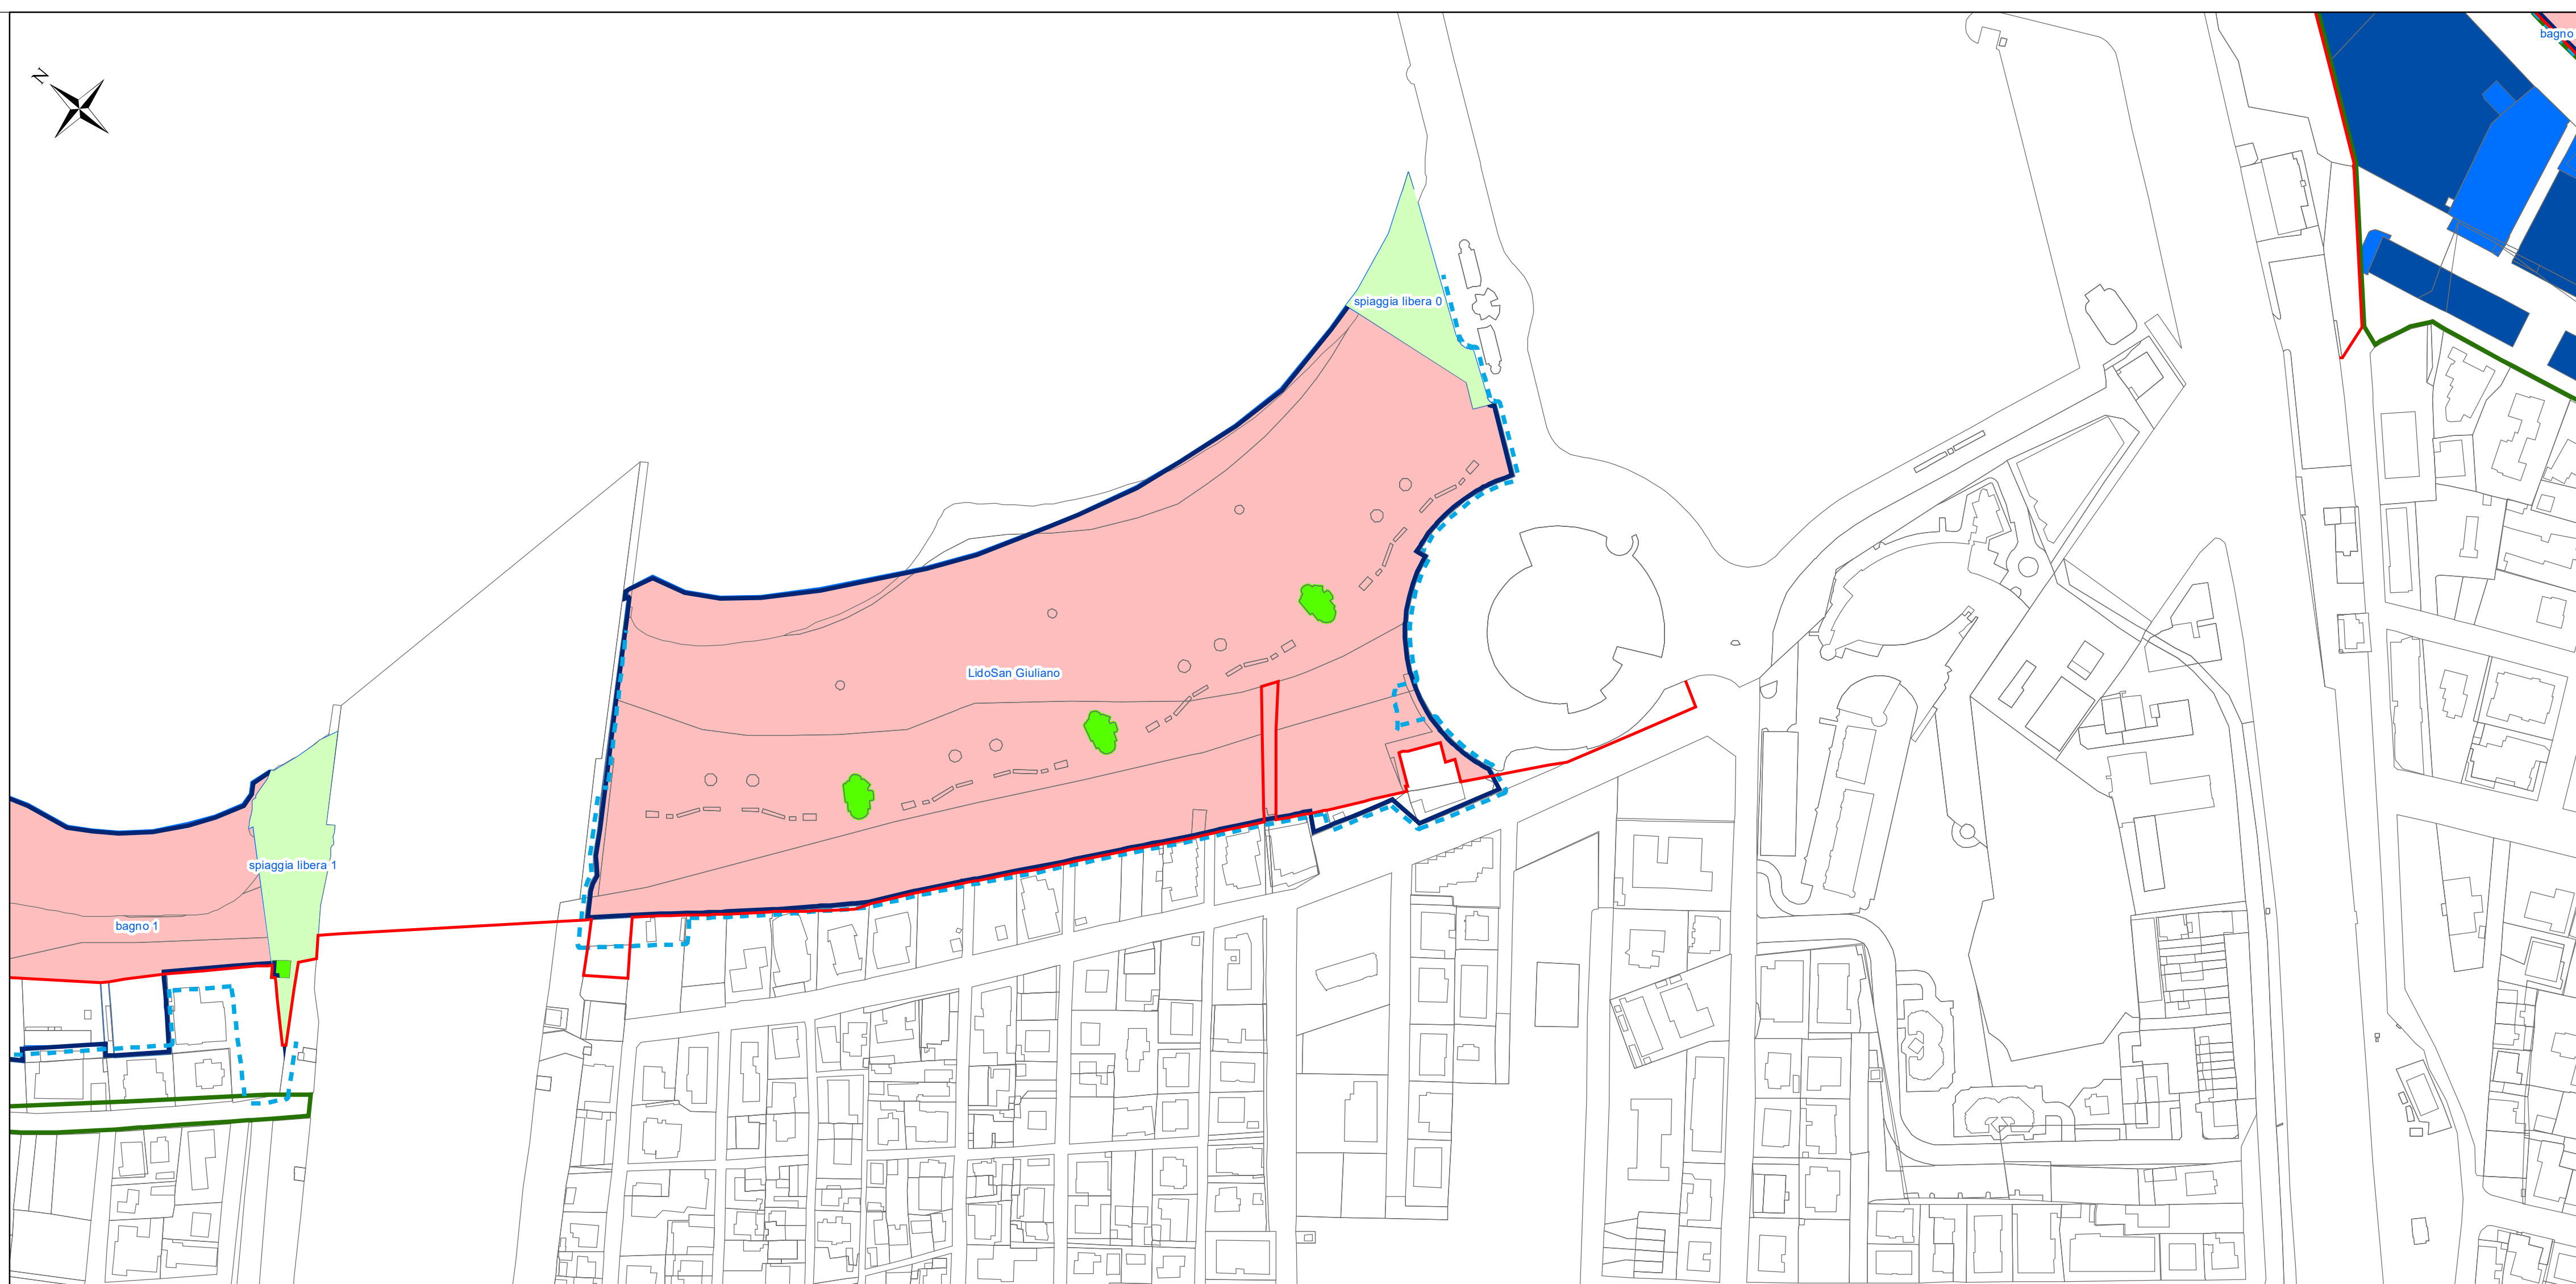 bagno
N
spiaggia libera 0
LidoSan Giuliano
spiaggia libera 1
bagno 1